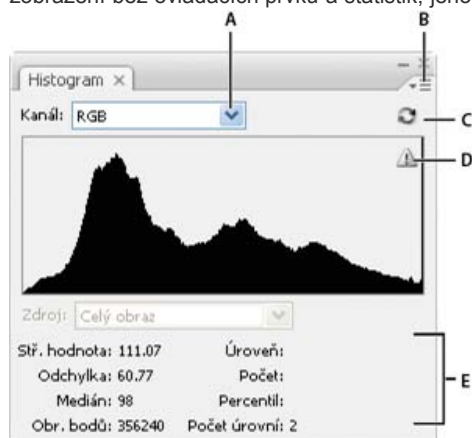 zobrazení bez ovládacích prvků a statistik, jeho
A B
Histogram
Kanál: RGB
C
D
Zdroj: Celý obraz
Stř. hodnota: 111.07 Úroveň:
Odchylka: 60.77 Počet:
E
Medián: 98 Percentil:
Obr. bodů: 356240 Počet úrovní: 2